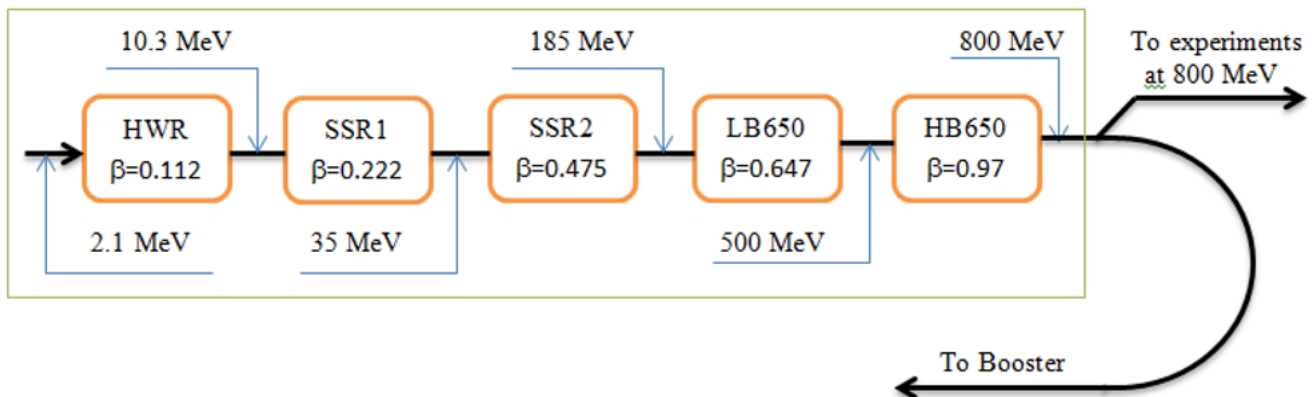 10.3 MeV
185 MeV
800 MeV
To experiments
at 800 MeV
HWR
β=0.112
SSR1
β=0.222
SSR2
β=0.475
LB650
β=0.647
HB650
β=0.97
2.1 MeV
35 MeV
500 MeV
To Booster